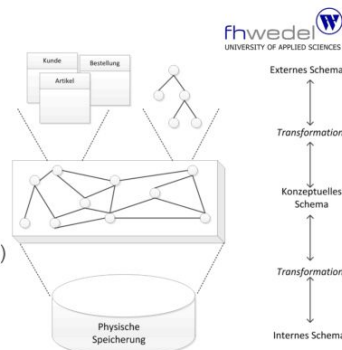 fhwedel W
UNIVERSITY OF APPLIED SCIENCES
Kunde
Bestellung
Artikel
Externes Schema
Transformation
Konzeptuelles
Schema
)
Transformation
Physische
Speicherung
Internes Schema